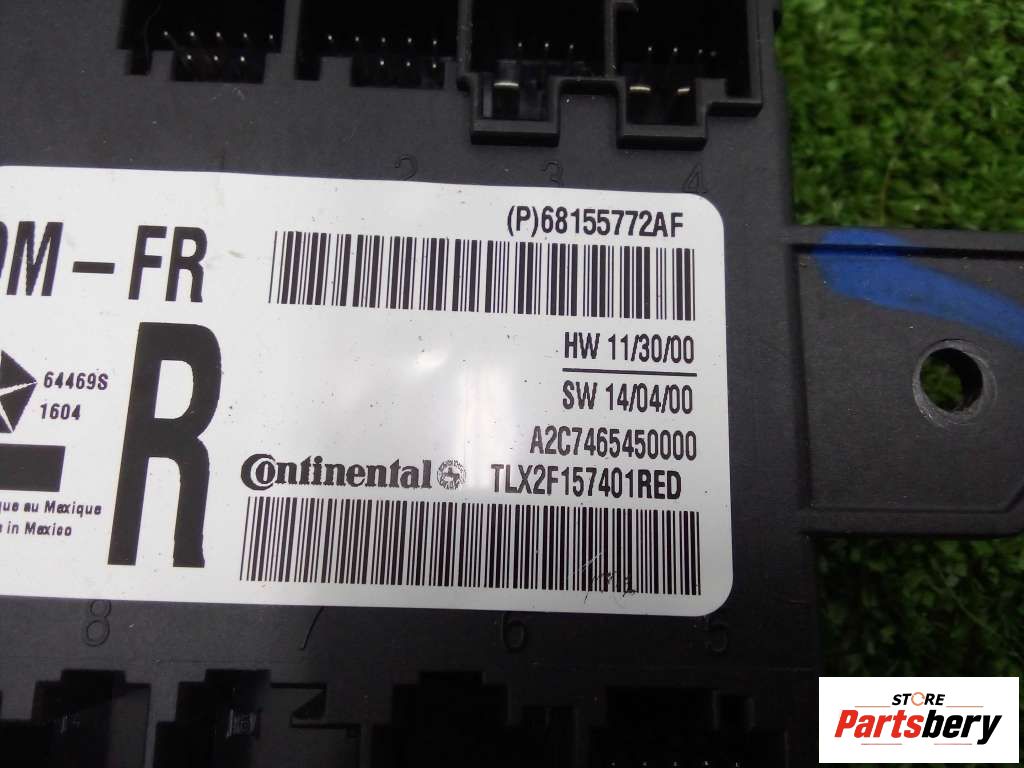 2 3 4
(P)68155772AF
DM-FR
HW 11/30/00
R
64469S
SW 14/04/00
1604
A2C7465450000
Continental TLX2F157401RED
que au Mexique
in Mexico
8 7 6 5
STORE
Partsbery